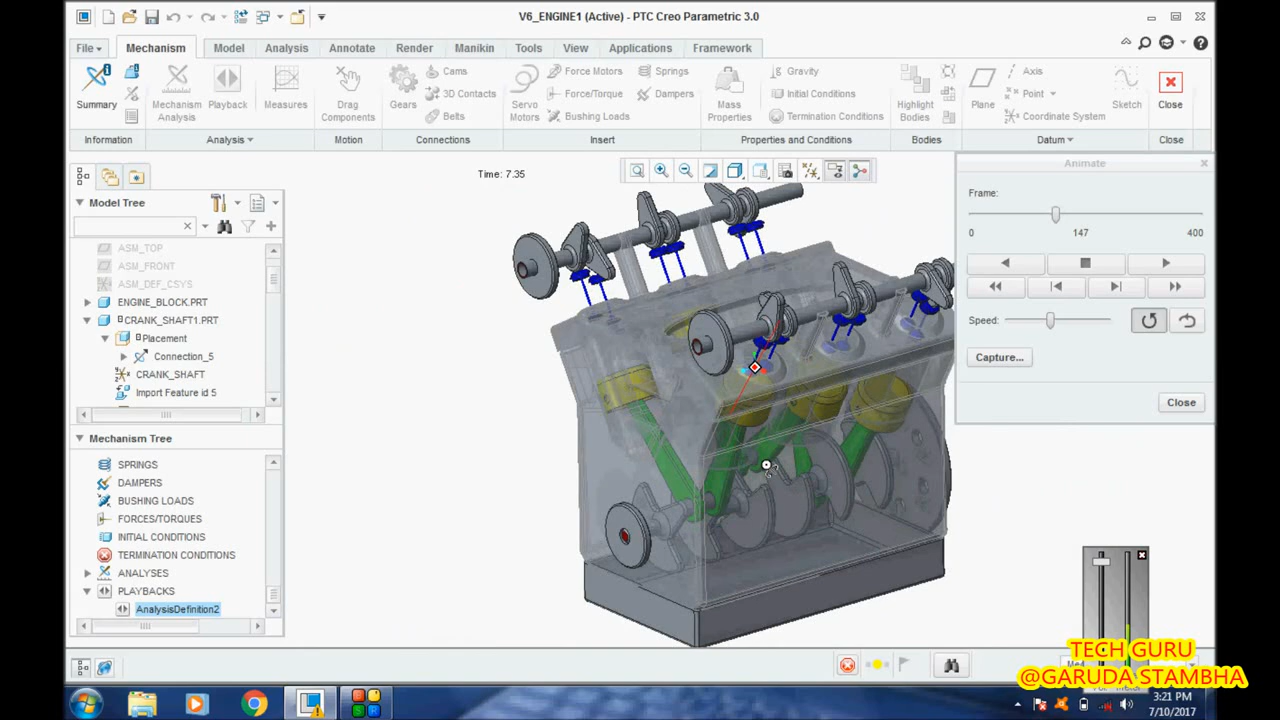 V6_ENGINE1 (Active) - PTC Creo Parametric 3.0
File
Mechanism
Model
Analysis
Annotate
Render
Manikin
Tools
View
Applications
Framework
Summary
Mechanism
Analysis
Playback
Measures
Drag
Components
Gears
Cams
3D Contacts
Belts
Servo
Motors
Force Motors
Force/Torque
Bushing Loads
Springs
Dampers
Mass
Properties
Gravity
Initial Conditions
Termination Conditions
Highlight
Bodies
Plane
Axis
Point
Coordinate System
Sketch
Close
Information
Analysis
Motion
Connections
Insert
Properties and Conditions
Bodies
Datum
Close
Time: 7.35
Model Tree
ASM_TOP
ASM_FRONT
ASM_DEF_CSYS
ENGINE_BLOCK.PRT
CRANK_SHAFT1.PRT
Placement
Connection_5
CRANK_SHAFT
Import Feature id 5
Mechanism Tree
SPRINGS
DAMPERS
BUSHING LOADS
FORCES/TORQUES
INITIAL CONDITIONS
TERMINATION CONDITIONS
ANALYSES
PLAYBACKS
AnalysisDefinition2
Animate
Frame:
0 147 400
Speed:
Capture...
Close
TECH GURU
@GARUDA STAMBHA
3:21 PM
7/10/2017